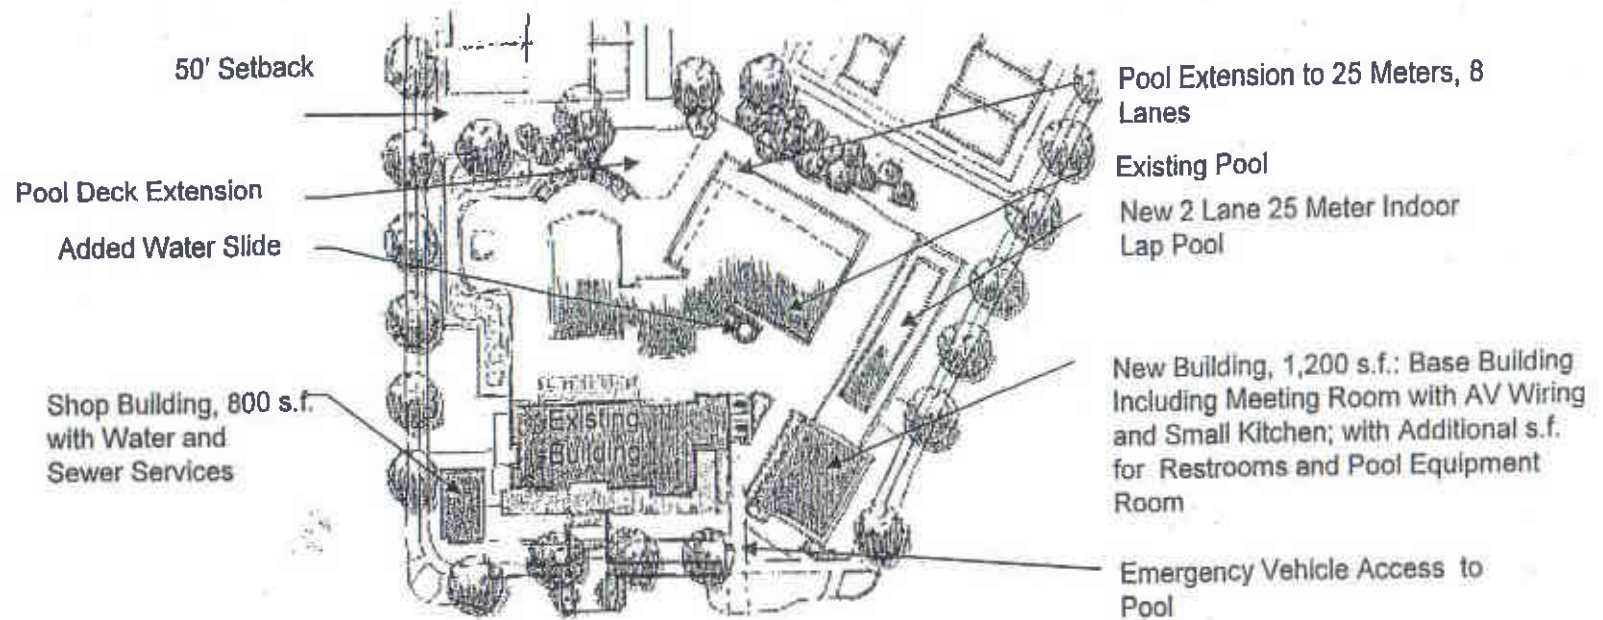 50' Setback
Pool Deck Extension
Added Water Slide
Shop Building, 800 s.f.
with Water and
Sewer Services
Existing
Building
Pool Extension to 25 Meters, 8
Lanes
Existing Pool
New 2 Lane 25 Meter Indoor
Lap Pool
New Building, 1,200 s.f.: Base Building
Including Meeting Room with AV Wiring
and Small Kitchen; with Additional s.f.
for Restrooms and Pool Equipment
Room
Emergency Vehicle Access to
Pool